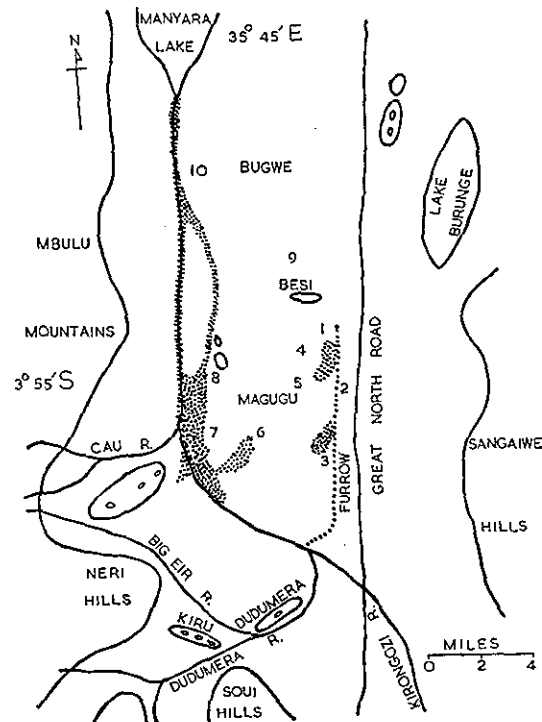 MANYARA
LAKE
35° 45′ E
N
10
BUGWE
LAKE
BURUNGE
MBULU
9
BESI
MOUNTAINS
1
4
3° 55′ S
8
5
2
MAGUGU
GREAT NORTH ROAD
7
6
CAU R.
3
FURROW
SANGAIWE
HILLS
BIG EIR R.
NERI
HILLS
DUDUMERA
KIRU
DUDUMERA R.
KIRONGOZI R.
MILES
0 2 4
SOUI
HILLS